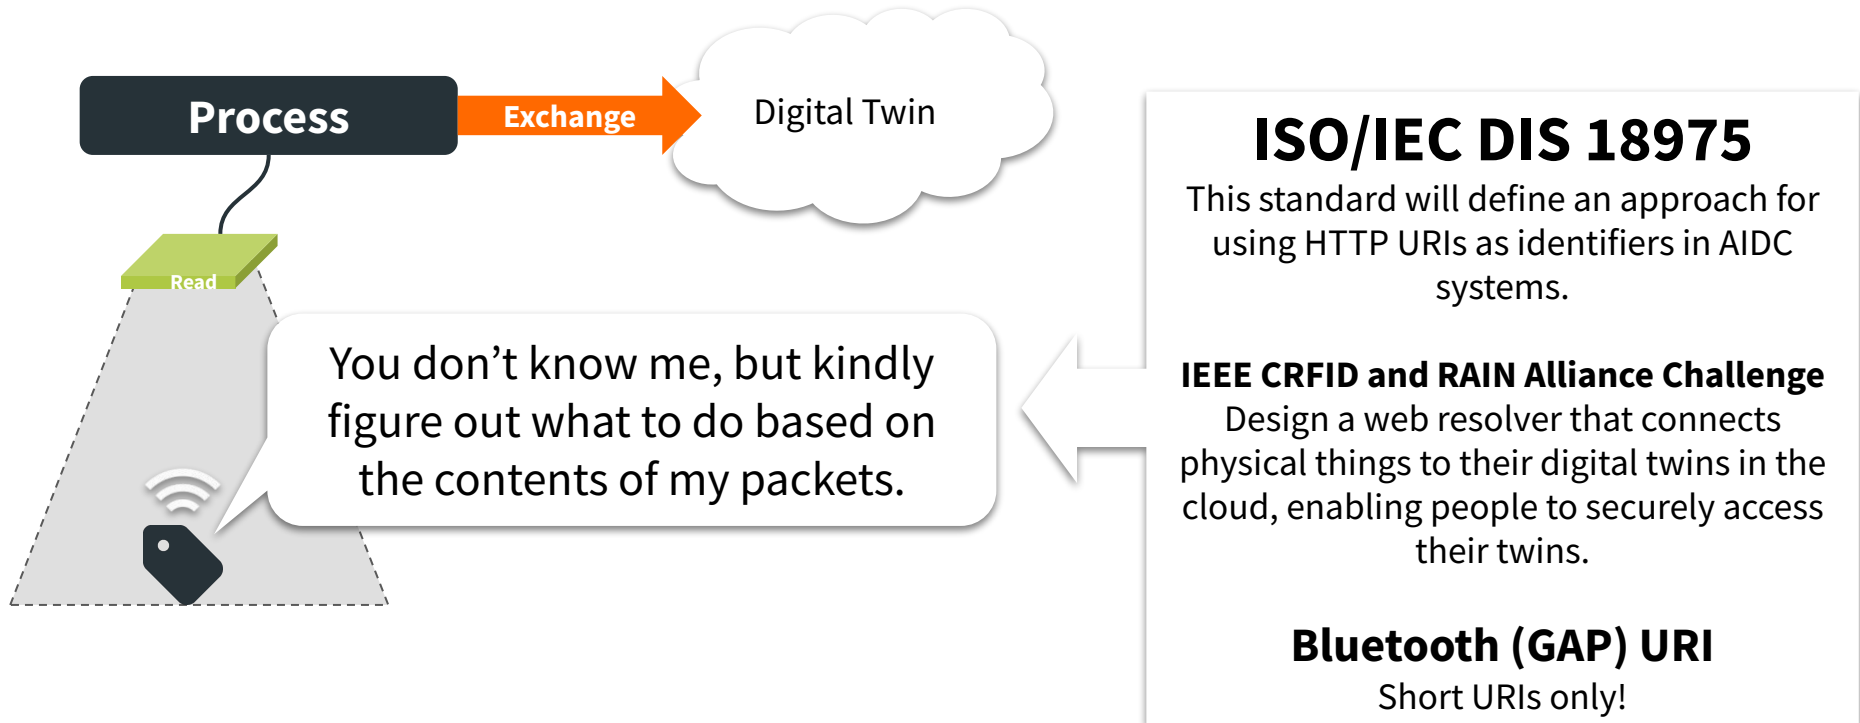 Process
Exchange
Digital Twin
Read
You don’t know me, but kindly
figure out what to do based on
the contents of my packets.
ISO/IEC DIS 18975
This standard will define an approach for
using HTTP URIs as identifiers in AIDC
systems.
IEEE CRFID and RAIN Alliance Challenge
Design a web resolver that connects
physical things to their digital twins in the
cloud, enabling people to securely access
their twins.
Bluetooth (GAP) URI
Short URIs only!